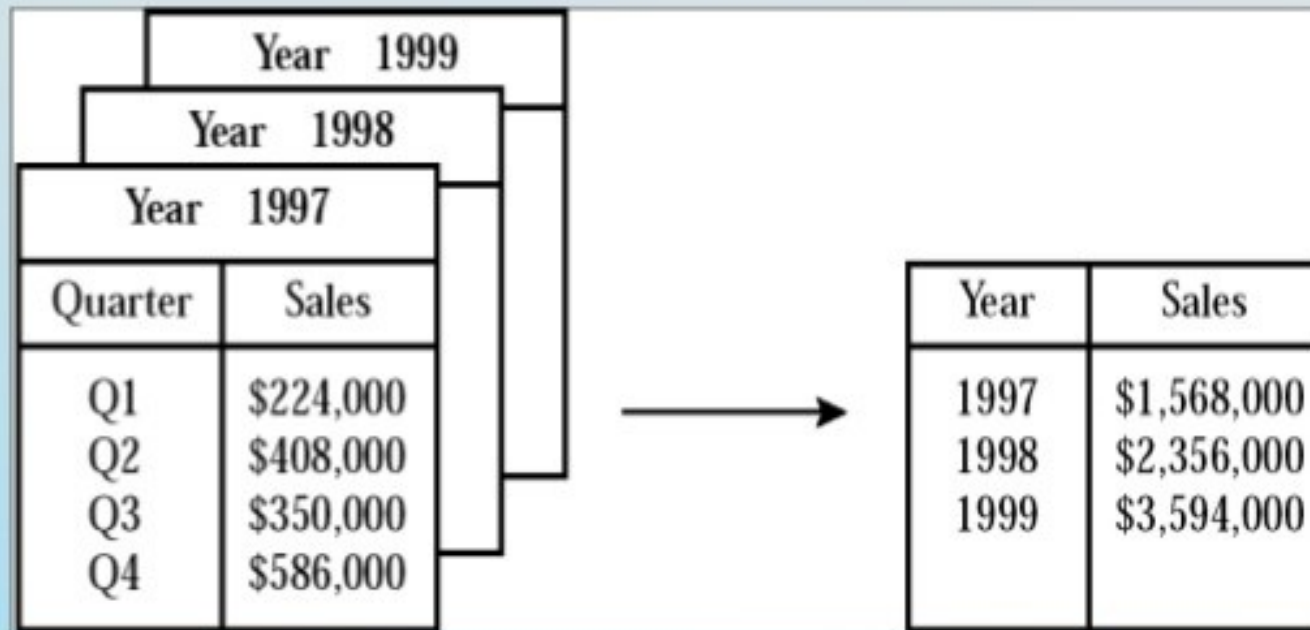 Year 1999
Year 1998
Year 1997
Quarter Sales
Q1 $224,000
Q2 $408,000
Q3 $350,000
Q4 $586,000
Year Sales
1997 $1,568,000
1998 $2,356,000
1999 $3,594,000